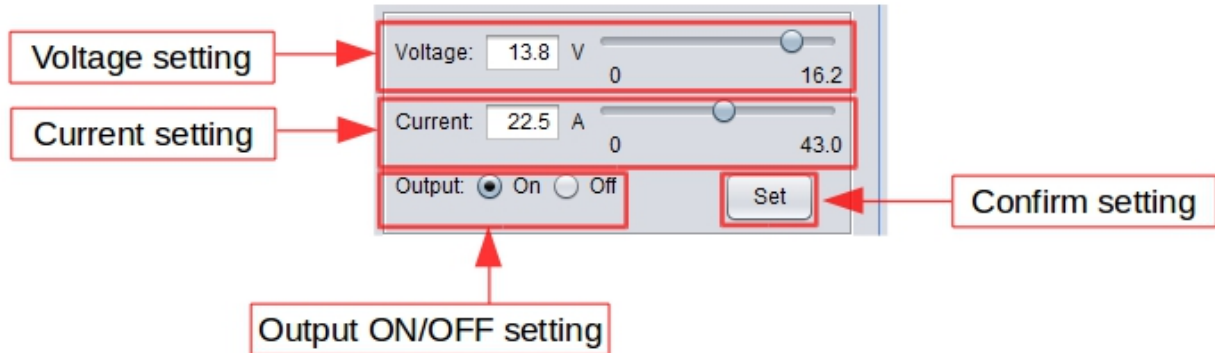 Voltage setting
Voltage: 13.8 V
0 16.2
Current setting
Current: 22.5 A
0 43.0
Output: On Off
Set
Confirm setting
Output ON/OFF setting